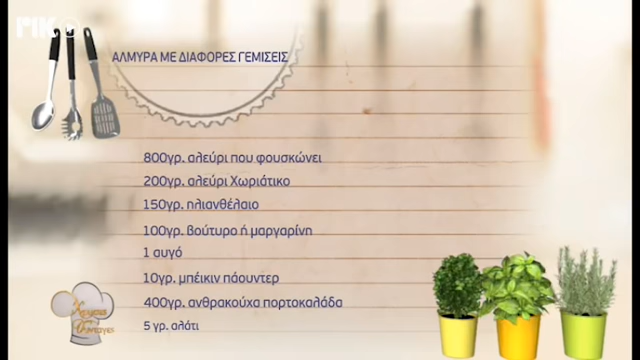 ΡΙΚ
ΑΛΜΥΡΑ ΜΕ ΔΙΑΦΟΡΕΣ ΓΕΜΙΣΕΙΣ
800γρ. αλεύρι που φουσκώνει
200γρ. αλεύρι Χωριάτικο
150γρ. ηλιανθέλαιο
100γρ. βούτυρο ή μαργαρίνη
1 αυγό
10γρ. μπέικιν πάουντερ
400γρ. ανθρακούχα πορτοκαλάδα
5 γρ. αλάτι